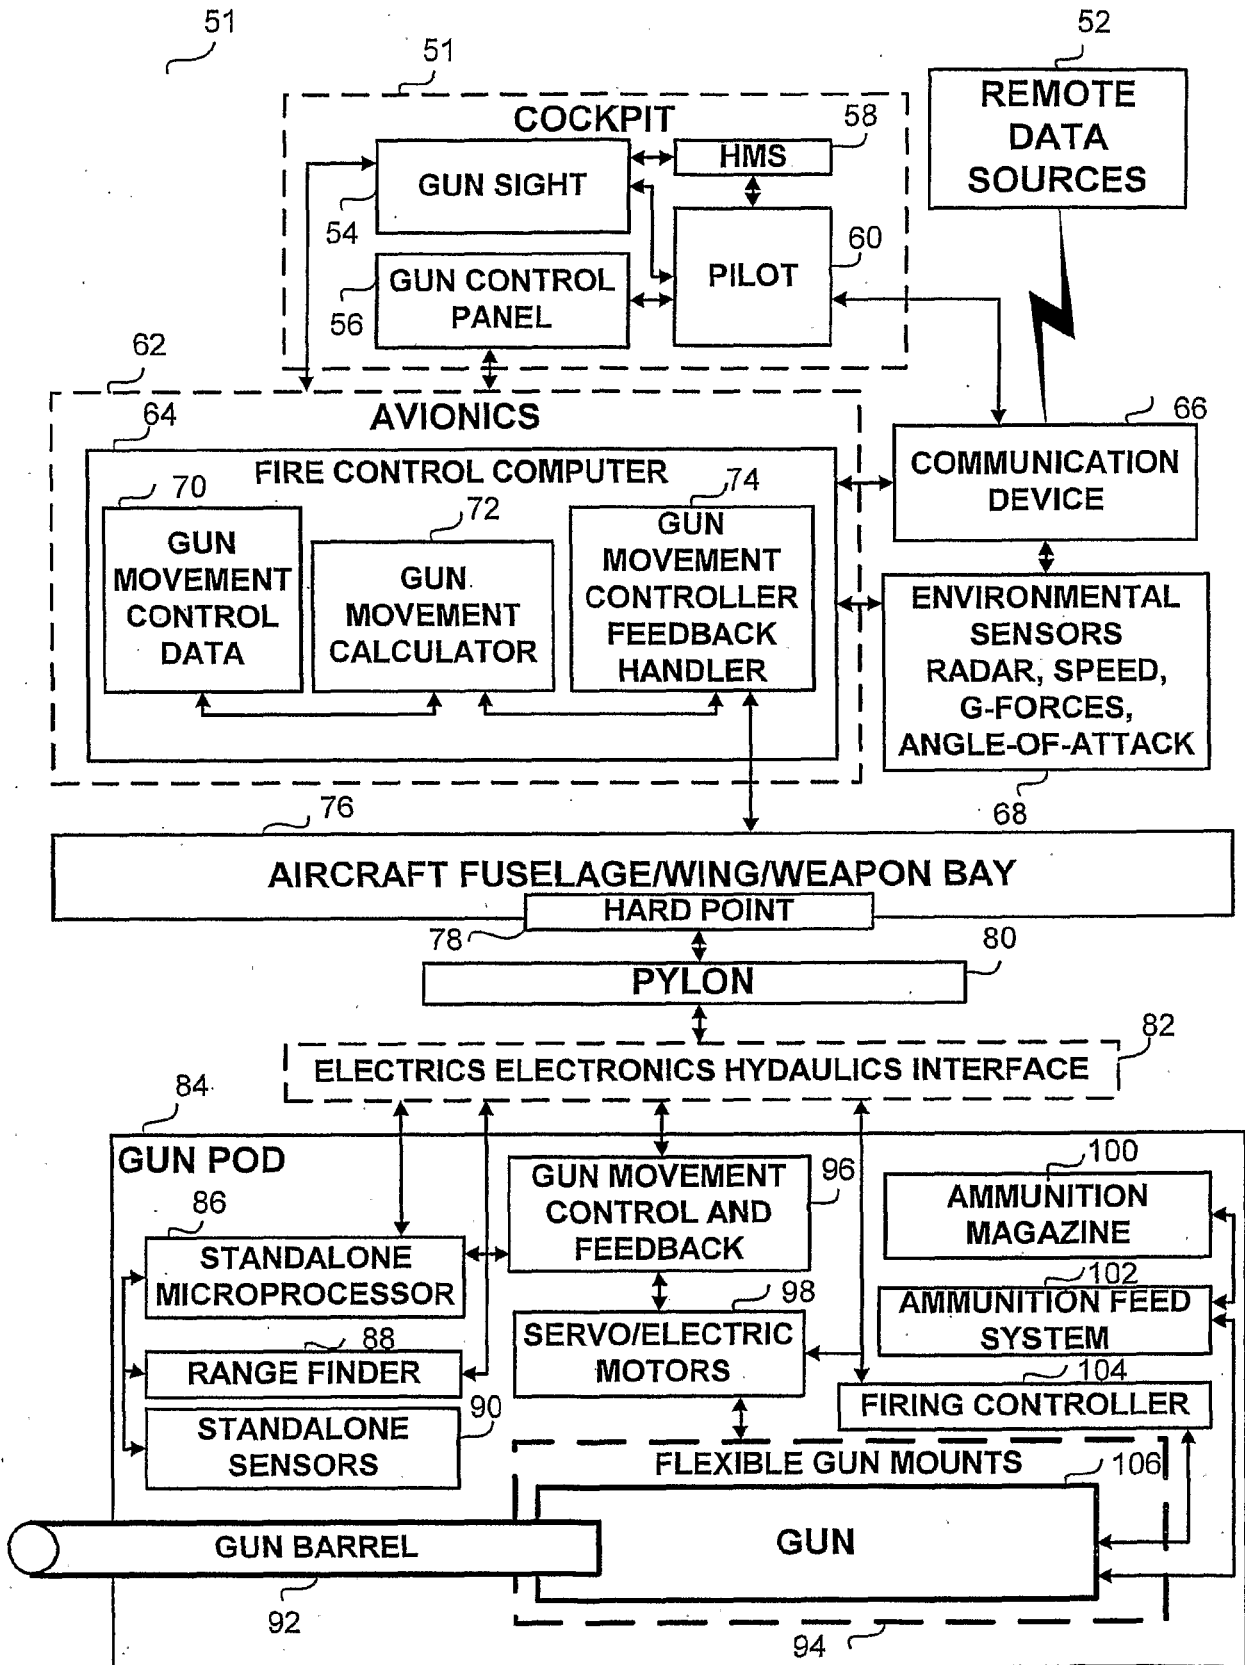 51
51
52
COCKPIT
58
REMOTE
DATA
SOURCES
HMS
GUN SIGHT
54
60
PILOT
GUN CONTROL
PANEL
56
62
AVIONICS
64
66
FIRE CONTROL COMPUTER
COMMUNICATION
DEVICE
70
72
74
GUN
MOVEMENT
CONTROL
DATA
GUN
MOVEMENT
CALCULATOR
GUN
MOVEMENT
CONTROLLER
FEEDBACK
HANDLER
ENVIRONMENTAL
SENSORS
RADAR, SPEED,
G-FORCES,
ANGLE-OF-ATTACK
68
76
AIRCRAFT FUSELAGE/WING/WEAPON BAY
HARD POINT
78
80
PYLON
82
ELECTRICS ELECTRONICS HYDAULICS INTERFACE
84
GUN POD
86
STANDALONE
MICROPROCESSOR
GUN MOVEMENT
CONTROL AND
FEEDBACK
96
100
AMMUNITION
MAGAZINE
102
AMMUNITION FEED
SYSTEM
98
SERVO/ELECTRIC
MOTORS
88
RANGE FINDER
104
FIRING CONTROLLER
90
STANDALONE
SENSORS
FLEXIBLE GUN MOUNTS
106
GUN
GUN BARREL
92
94